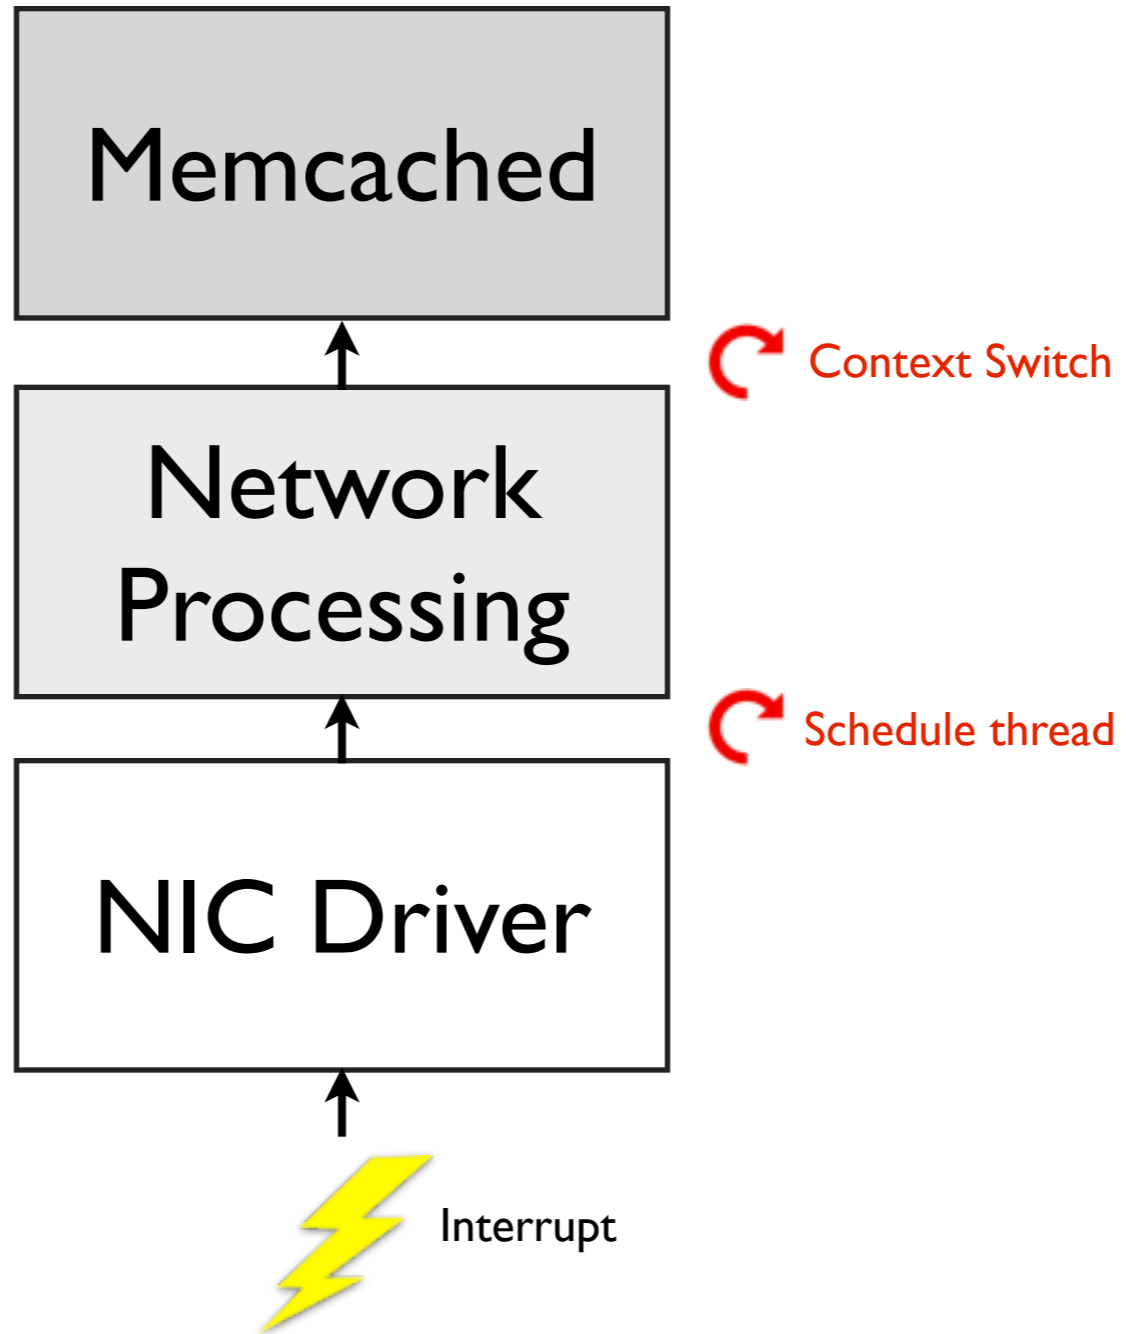 Memcached
Context Switch
Network
Processing
Schedule thread
NIC Driver
Interrupt